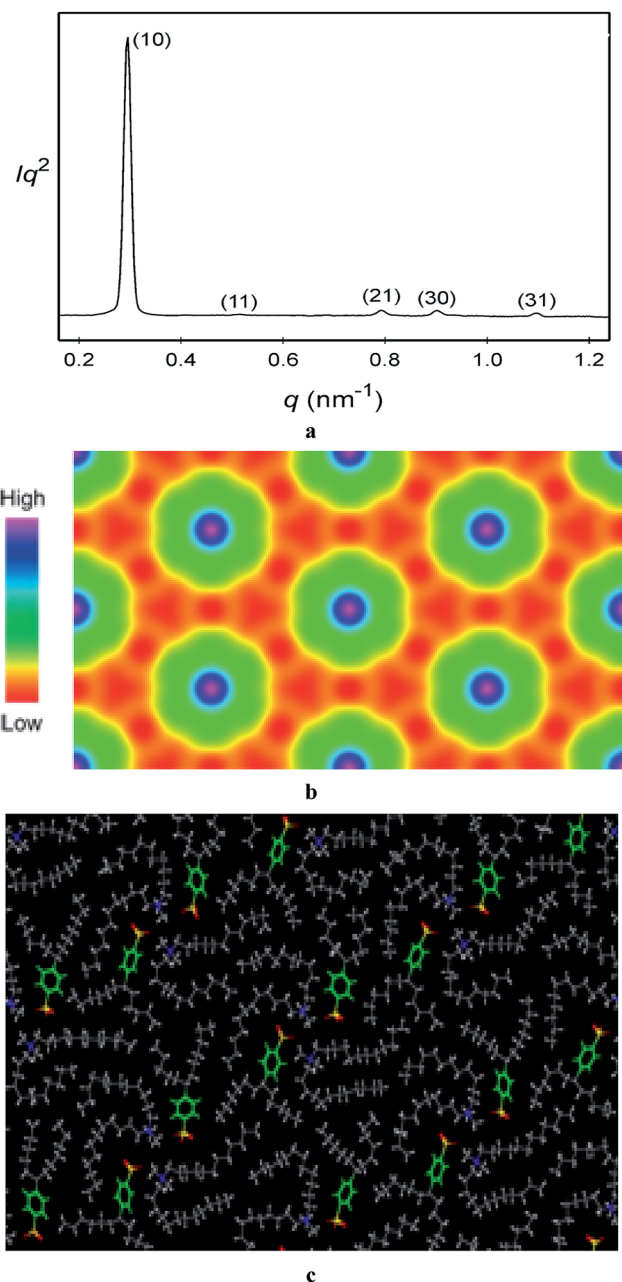 (10)
Iq²
(11)
(21)
(30)
(31)
0.2
0.4
0.6
0.8
1.0
1.2
q (nm⁻¹)
a
High
Low
b
c